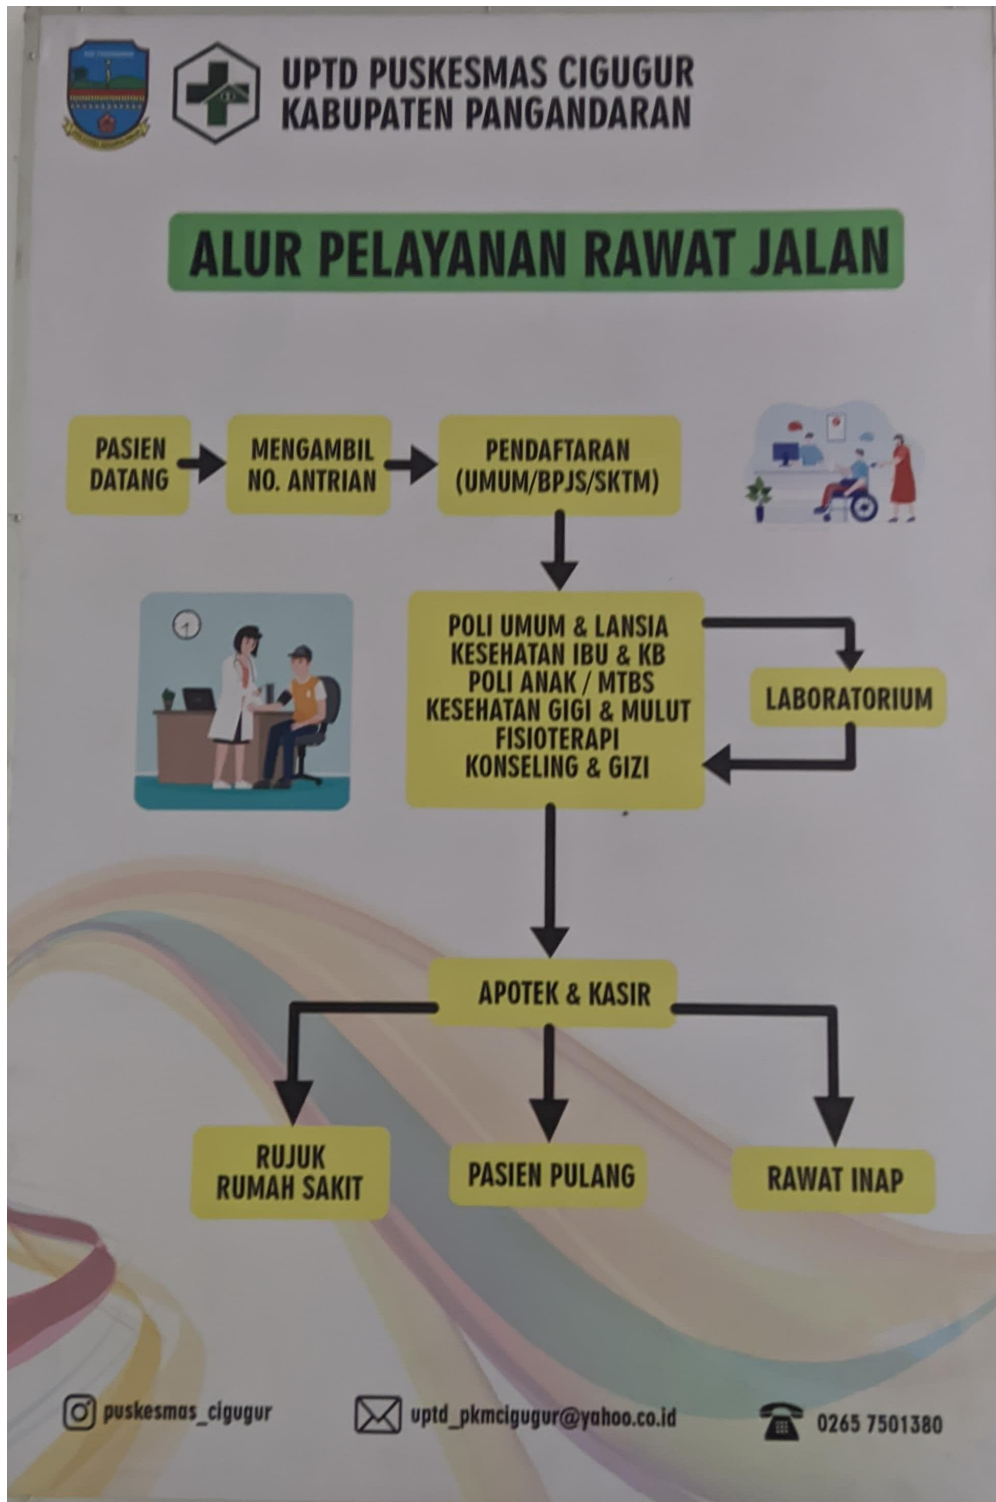 UPTD PUSKESMAS CIGUGUR
KABUPATEN PANGANDARAN
ALUR PELAYANAN RAWAT JALAN
PASIEN
DATANG
MENGAMBIL
NO. ANTRIAN
PENDAFTARAN
(UMUM/BPJS/SKTM)
POLI UMUM & LANSIA
KESEHATAN IBU & KB
POLI ANAK / MTBS
KESEHATAN GIGI & MULUT
FISIOTERAPI
KONSELING & GIZI
LABORATORIUM
APOTEK & KASIR
RUJUK
RUMAH SAKIT
PASIEN PULANG
RAWAT INAP
puskesmas_cigugur
uptd_pkmcigugur@yahoo.co.id
0265 7501380